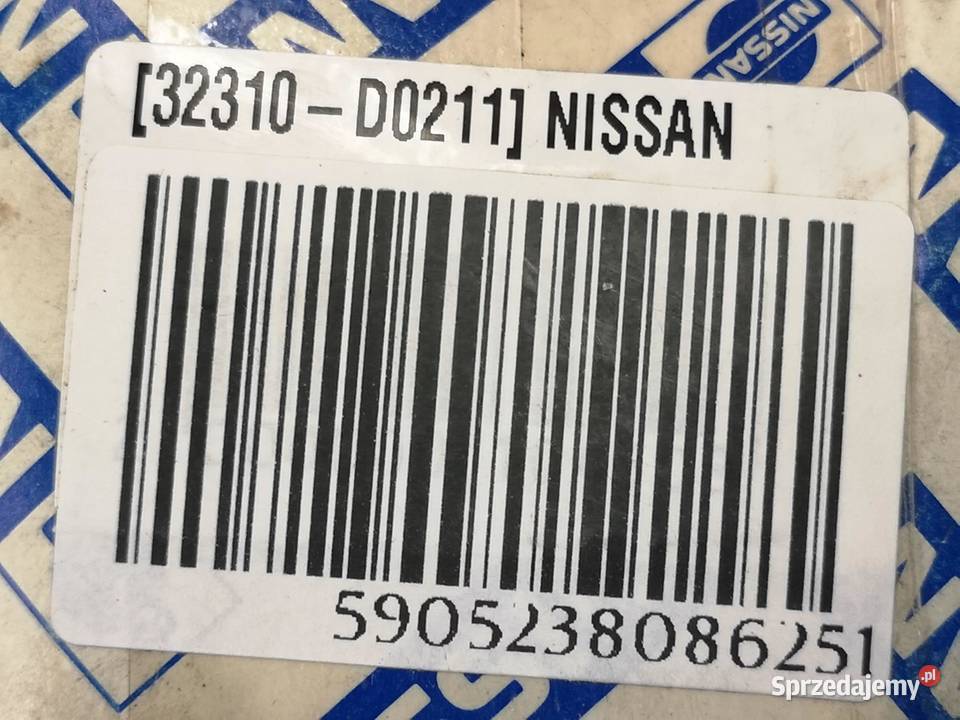 NISSAN
[32310-D0211] NISSAN
5905238086251
Sprzedajemy.pl